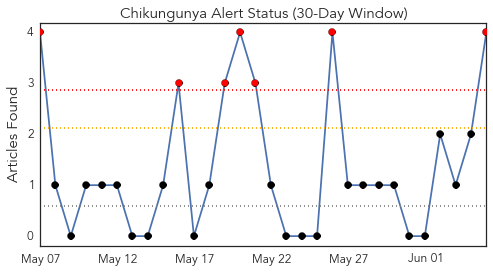 Chikungunya Alert Status (30-Day Window)
Articles Found
4
3
2
1
0
May 07 May 12 May 17 May 22 May 27 Jun 01